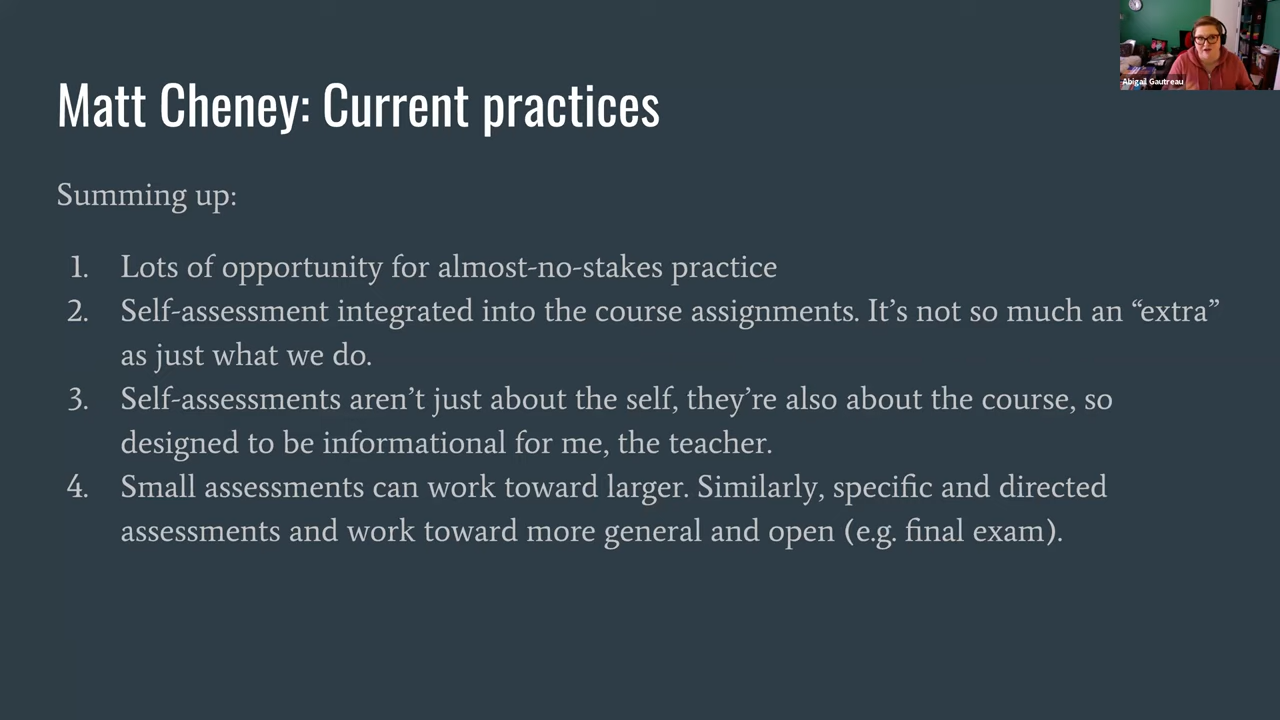 Matt Cheney: Current practices
Abigail Gautreau
Summing up:
1. Lots of opportunity for almost-no-stakes practice
2. Self-assessment integrated into the course assignments. It’s not so much an “extra”
as just what we do.
3. Self-assessments aren’t just about the self, they’re also about the course, so
designed to be informational for me, the teacher.
4. Small assessments can work toward larger. Similarly, specific and directed
assessments and work toward more general and open (e.g. final exam).